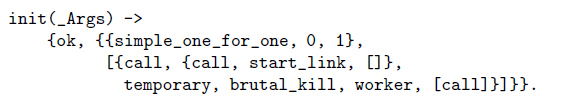 init(_Args) ->
    {ok, {{simple_one_for_one, 0, 1},
          [{call, {call, start_link, []},
            temporary, brutal_kill, worker, [call]}]}}.